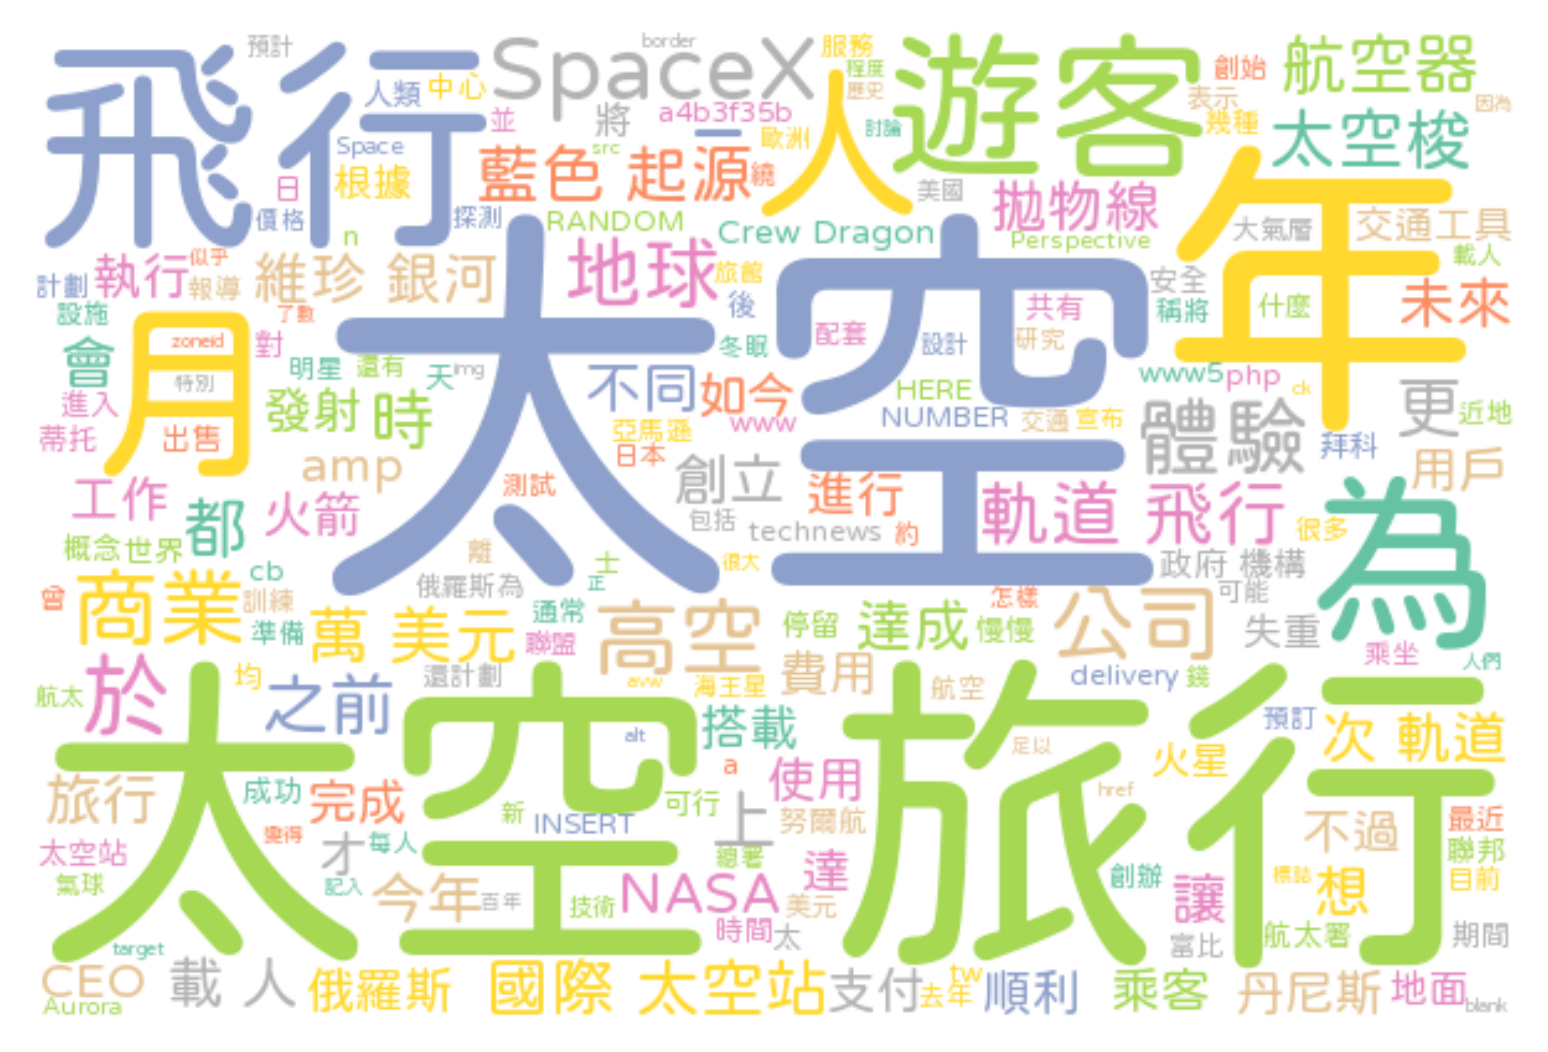 飛行 預計 SpaceX border 服務 遊客 創始 航空器
人類 中心 將 a4b3f35b 一 程度 歷史 人 表示 因為
並 Space src 歐洲 討論 幾種 太空梭
日 根據 藍色 起源 繞 美國 拋物線 年
價格 探測 RANDOM Crew Dragon Perspective 大氣層 交通工具
n 似乎 地球 旅館 安全 載人
計劃 執行 報導 維珍 銀河 後 共有 稱將 什麼 未來
設施 月 了數 太空 配套 設計 研究
會 zoneid 對 冬眠
特別 明星 還有 天 img 不同 如今 HERE www5 php ck
進入 發射 時 www NUMBER 交通 宣布 體驗 更 近地
蒂托 出售 亞馬遜 日本 拜科
amp 測試 創立 進行 用戶
工作 都 火箭 包括 technews 約 軌道 飛行 很多 為
概念 世界 離 士 很大 政府 機構
cb 俄羅斯為 正 可能
曾 商業 訓練 萬 美元 通常 高空 停留 達成 怎樣 慢慢 公司 失重
準備 聯盟 乘坐
於 還計劃 費用 delivery 錢 人們
航太 均 之前 avw 海王星 航空
太空 旅行 alt 搭載 足以 預訂 次 軌道
旅行 成功 完成 a 使用 火星
新 INSERT 可行 上 努爾航 href 不過 最近
太空站 變得 才 每人 總署 聯邦
氣球 記入 今年 百年 技術 NASA 達 美元 創辦 讓 標誌 想 目前
時間 太 富比 航太署 期間
target CEO 載 人 俄羅斯 國際 太空站 支付 去年 tw 順利 乘客 丹尼斯 地面
Aurora blank